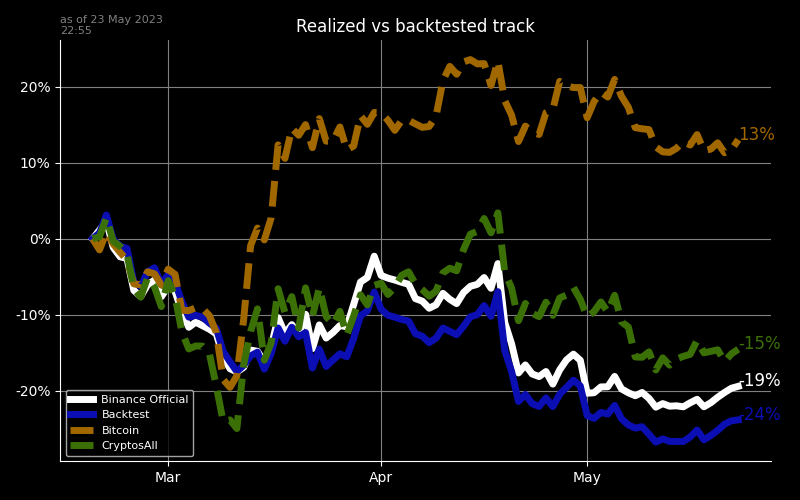 as of 23 May 2023
22:55
Realized vs backtested track
20%
10%
0%
-10%
-20%
13%
-15%
-19%
-24%
Binance Official
Backtest
Bitcoin
CryptosAll
Mar
Apr
May